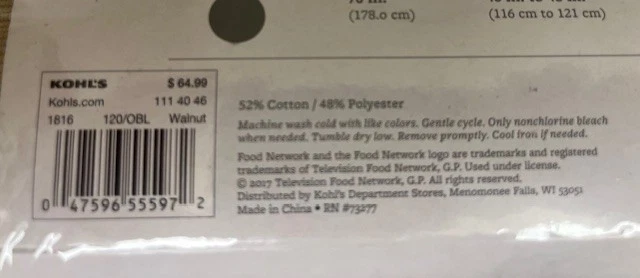 (178.0 cm)
(116 cm to 121 cm)
KOHL'S $ 64.99
Kohls.com 111 40 46
1816 120/OBL Walnut
0 47596 55597 2
52% Cotton / 48% Polyester
Machine wash cold with like colors. Gentle cycle. Only nonchlorine bleach
when needed. Tumble dry low. Remove promptly. Cool iron if needed.
Food Network and the Food Network logo are trademarks and registered
trademarks of Television Food Network, G.P. Used under license.
© 2017 Television Food Network, G.P. All rights reserved.
Distributed by Kohl's Department Stores, Menomonee Falls, WI 53051
Made in China • RN #73277